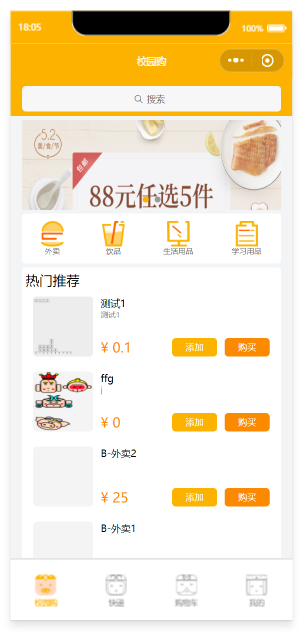 18:05
100%
校园购
搜索
5.2
美/食/节
包邮
88元任选5件
外卖
饮品
生活用品
学习用品
热门推荐
测试1
测试1
¥ 0.1
添加
购买
ffg
¥ 0
添加
购买
B-外卖2
¥ 25
添加
购买
B-外卖1
校园购
快递
购物车
我的